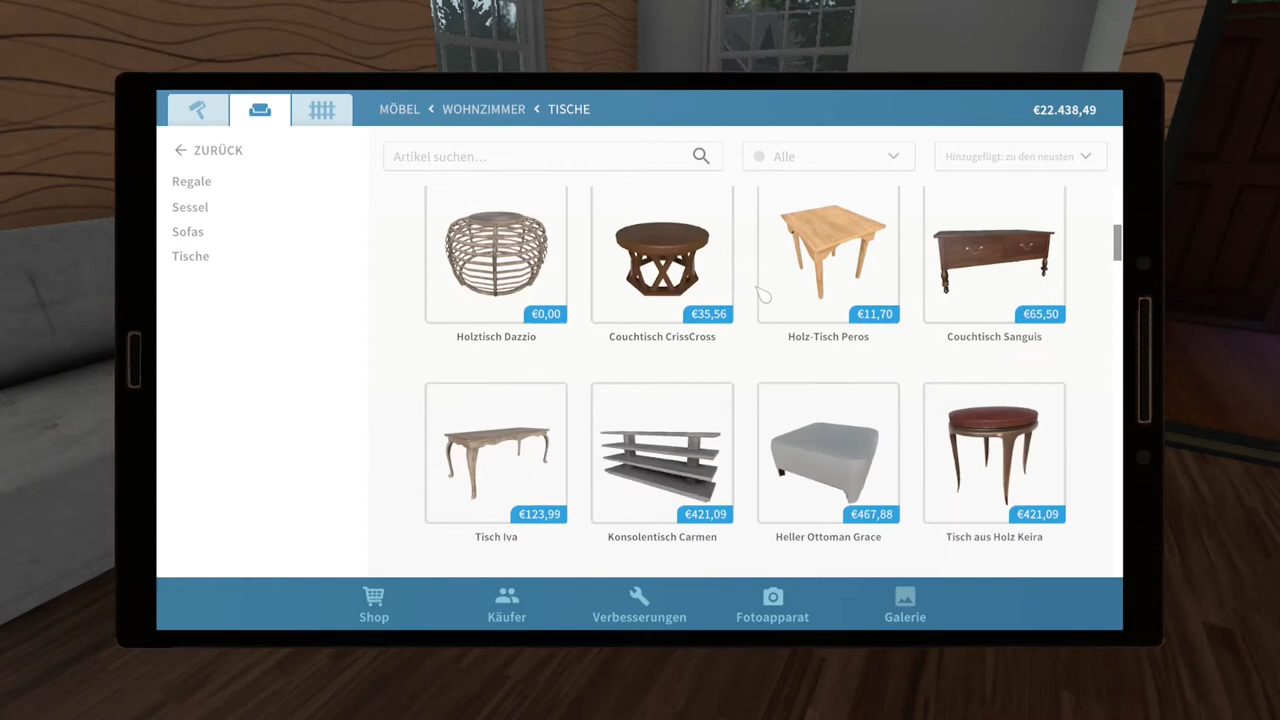 MÖBEL < WOHNZIMMER < TISCHE
€22.438,49
ZURÜCK
Regale
Sessel
Sofas
Tische
Artikel suchen...
Alle
Hinzugefügt: zu den neusten
€0,00
€35,56
€11,70
€65,50
Holztisch Dazzio
Couchtisch CrissCross
Holz-Tisch Peros
Couchtisch Sanguis
€123,99
€421,09
€467,88
€421,09
Tisch Iva
Konsolentisch Carmen
Heller Ottoman Grace
Tisch aus Holz Keira
Shop
Käufer
Verbesserungen
Fotoapparat
Galerie